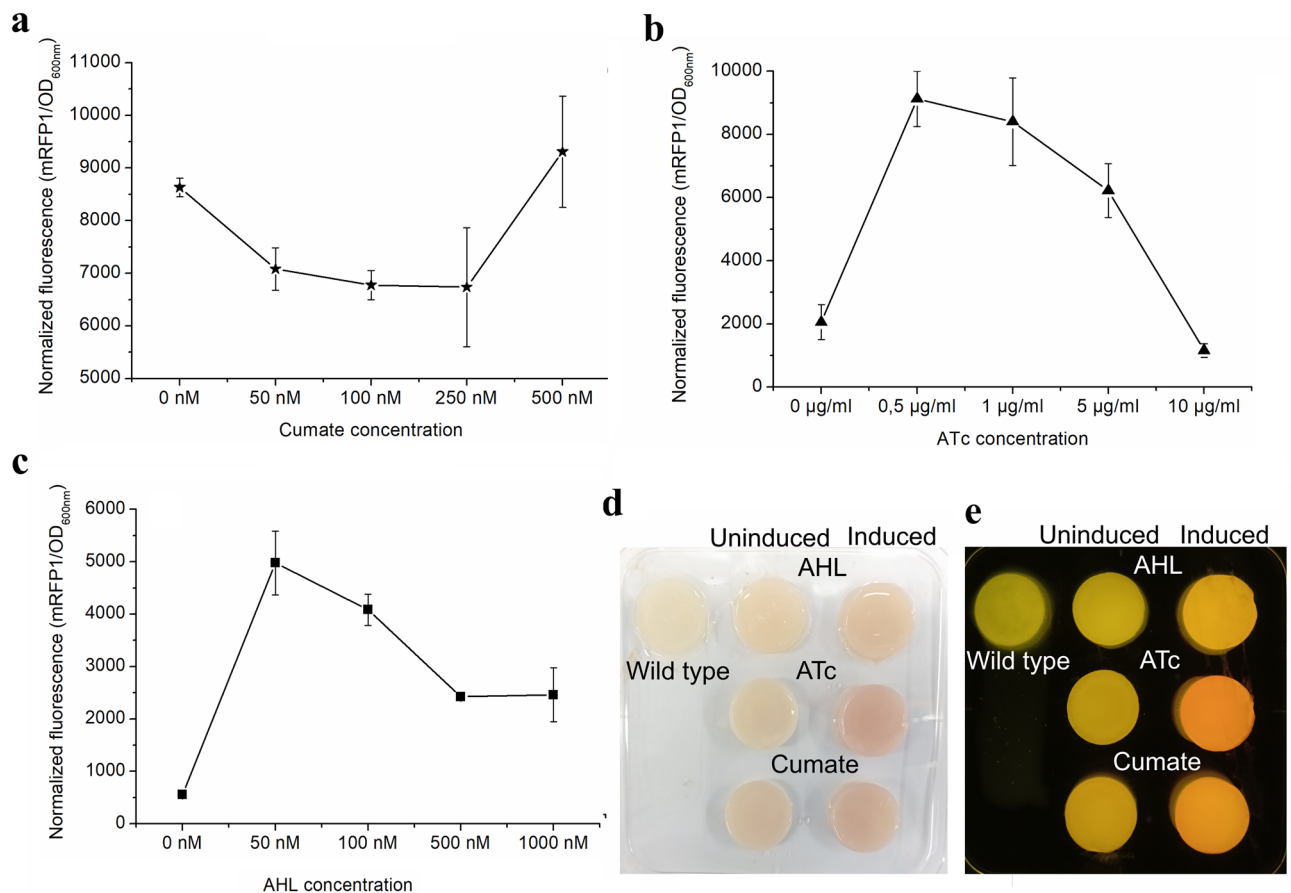 a
Normalized fluorescence (mRFP1/OD600nm)
11000
10000
9000
8000
7000
6000
5000
0 nM 50 nM 100 nM 250 nM 500 nM
Cumate concentration
b
Normalized fluorescence (mRFP1/OD600nm)
10000
8000
6000
4000
2000
0
0 µg/ml 0,5 µg/ml 1 µg/ml 5 µg/ml 10 µg/ml
ATc concentration
c
Normalized fluorescence (mRFP1/OD600nm)
6000
5000
4000
3000
2000
1000
0
0 nM 50 nM 100 nM 500 nM 1000 nM
AHL concentration
d
Uninduced Induced
AHL
Wild type ATc
Cumate
e
Uninduced Induced
AHL
Wild type ATc
Cumate